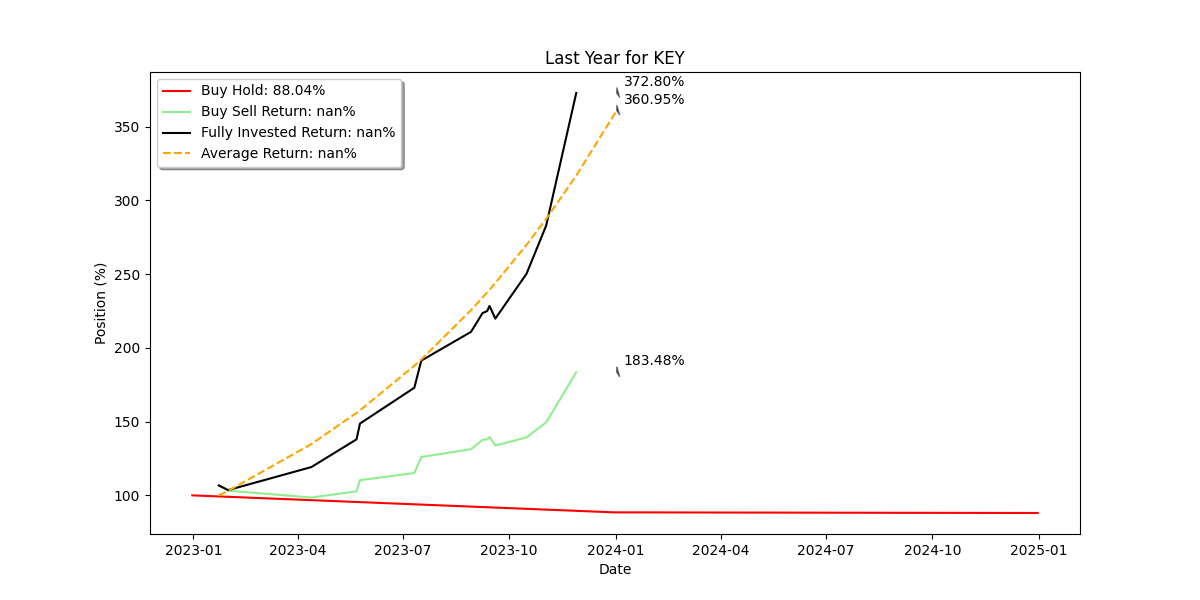 Last Year for KEY
372.80%
360.95%
Buy Hold: 88.04%
Buy Sell Return: nan%
Fully Invested Return: nan%
Average Return: nan%
350
300
250
200
150
100
Position (%)
183.48%
2023-01 2023-04 2023-07 2023-10 2024-01 2024-04 2024-07 2024-10 2025-01
Date